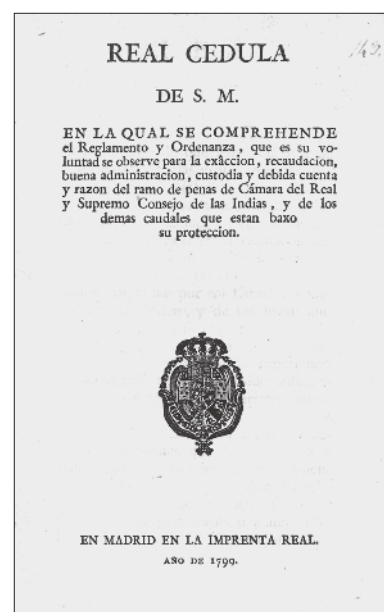 REAL CEDULA
DE S. M.
EN LA QUAL SE COMPREHENDE
el Reglamento y Ordenanza, que es su vo-
luntad se observe para la exâccion, recaudacion,
buena administracion, custodia y debida cuenta
y razon del ramo de penas de Cámara del Real
y Supremo Consejo de las Indias, y de los
demas caudales que estan baxo
su proteccion.
EN MADRID EN LA IMPRENTA REAL.
AÑO DE 1799.